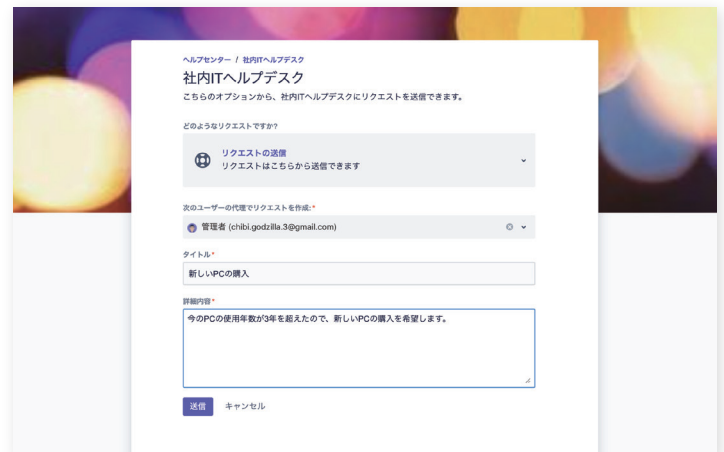 ヘルプセンター / 社内ITヘルプデスク
社内ITヘルプデスク
こちらのオプションから、社内ITヘルプデスクにリクエストを送信できます。
どのようなリクエストですか?
リクエストの送信
リクエストはこちらから送信できます
次のユーザーの代理でリクエストを作成:*
管理者 (chibi.godzilla.3@gmail.com)
タイトル*
新しいPCの購入
詳細内容*
今のPCの使用年数が3年を超えたので、新しいPCの購入を希望します。
送信 キャンセル